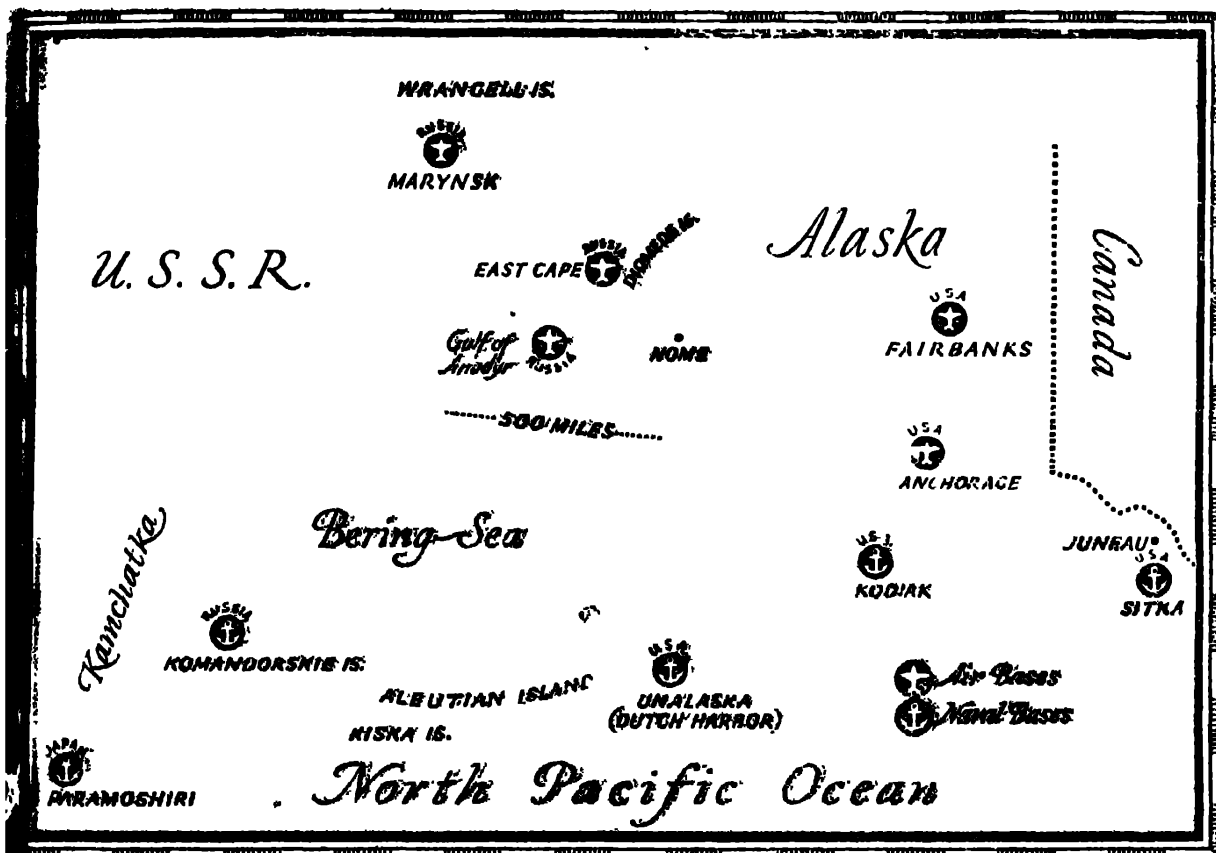 WRANGELL IS.
RUSSIA
MARYNSK
U. S. S. R.
EAST CAPE
RUSSIA
DIOMEDE IS.
Alaska
Canada
Gulf of
Anadyr
RUSSIA
NOME
USA
FAIRBANKS
500 MILES
USA
ANCHORAGE
Bering Sea
Kamchatka
JUNEAU
USA
SITKA
KODIAK
RUSSIA
KOMANDORSKIE IS.
ALEUTIAN ISLAND
KISKA IS.
USA
UNALASKA
(DUTCH HARBOR)
Air Bases
Naval Bases
JAPAN
PARAMOSHIRI
North Pacific Ocean